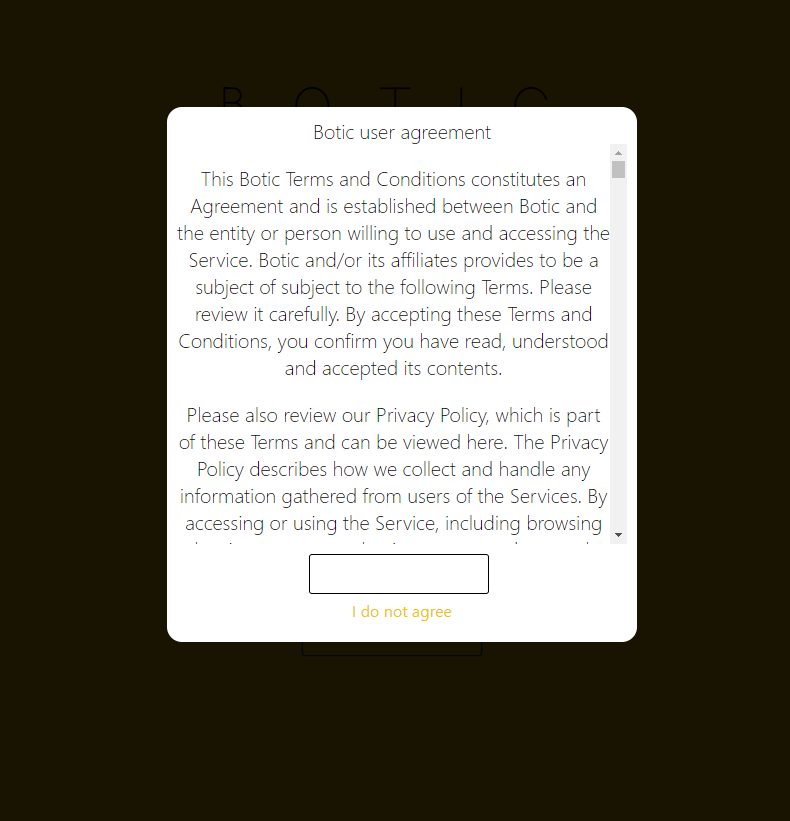 BOTIC
Botic user agreement
This Botic Terms and Conditions constitutes an
Agreement and is established between Botic and
the entity or person willing to use and accessing the
Service. Botic and/or its affiliates provides to be a
subject of subject to the following Terms. Please
review it carefully. By accepting these Terms and
Conditions, you confirm you have read, understood
and accepted its contents.
Please also review our Privacy Policy, which is part
of these Terms and can be viewed here. The Privacy
Policy describes how we collect and handle any
information gathered from users of the Services. By
accessing or using the Service, including browsing
I do not agree